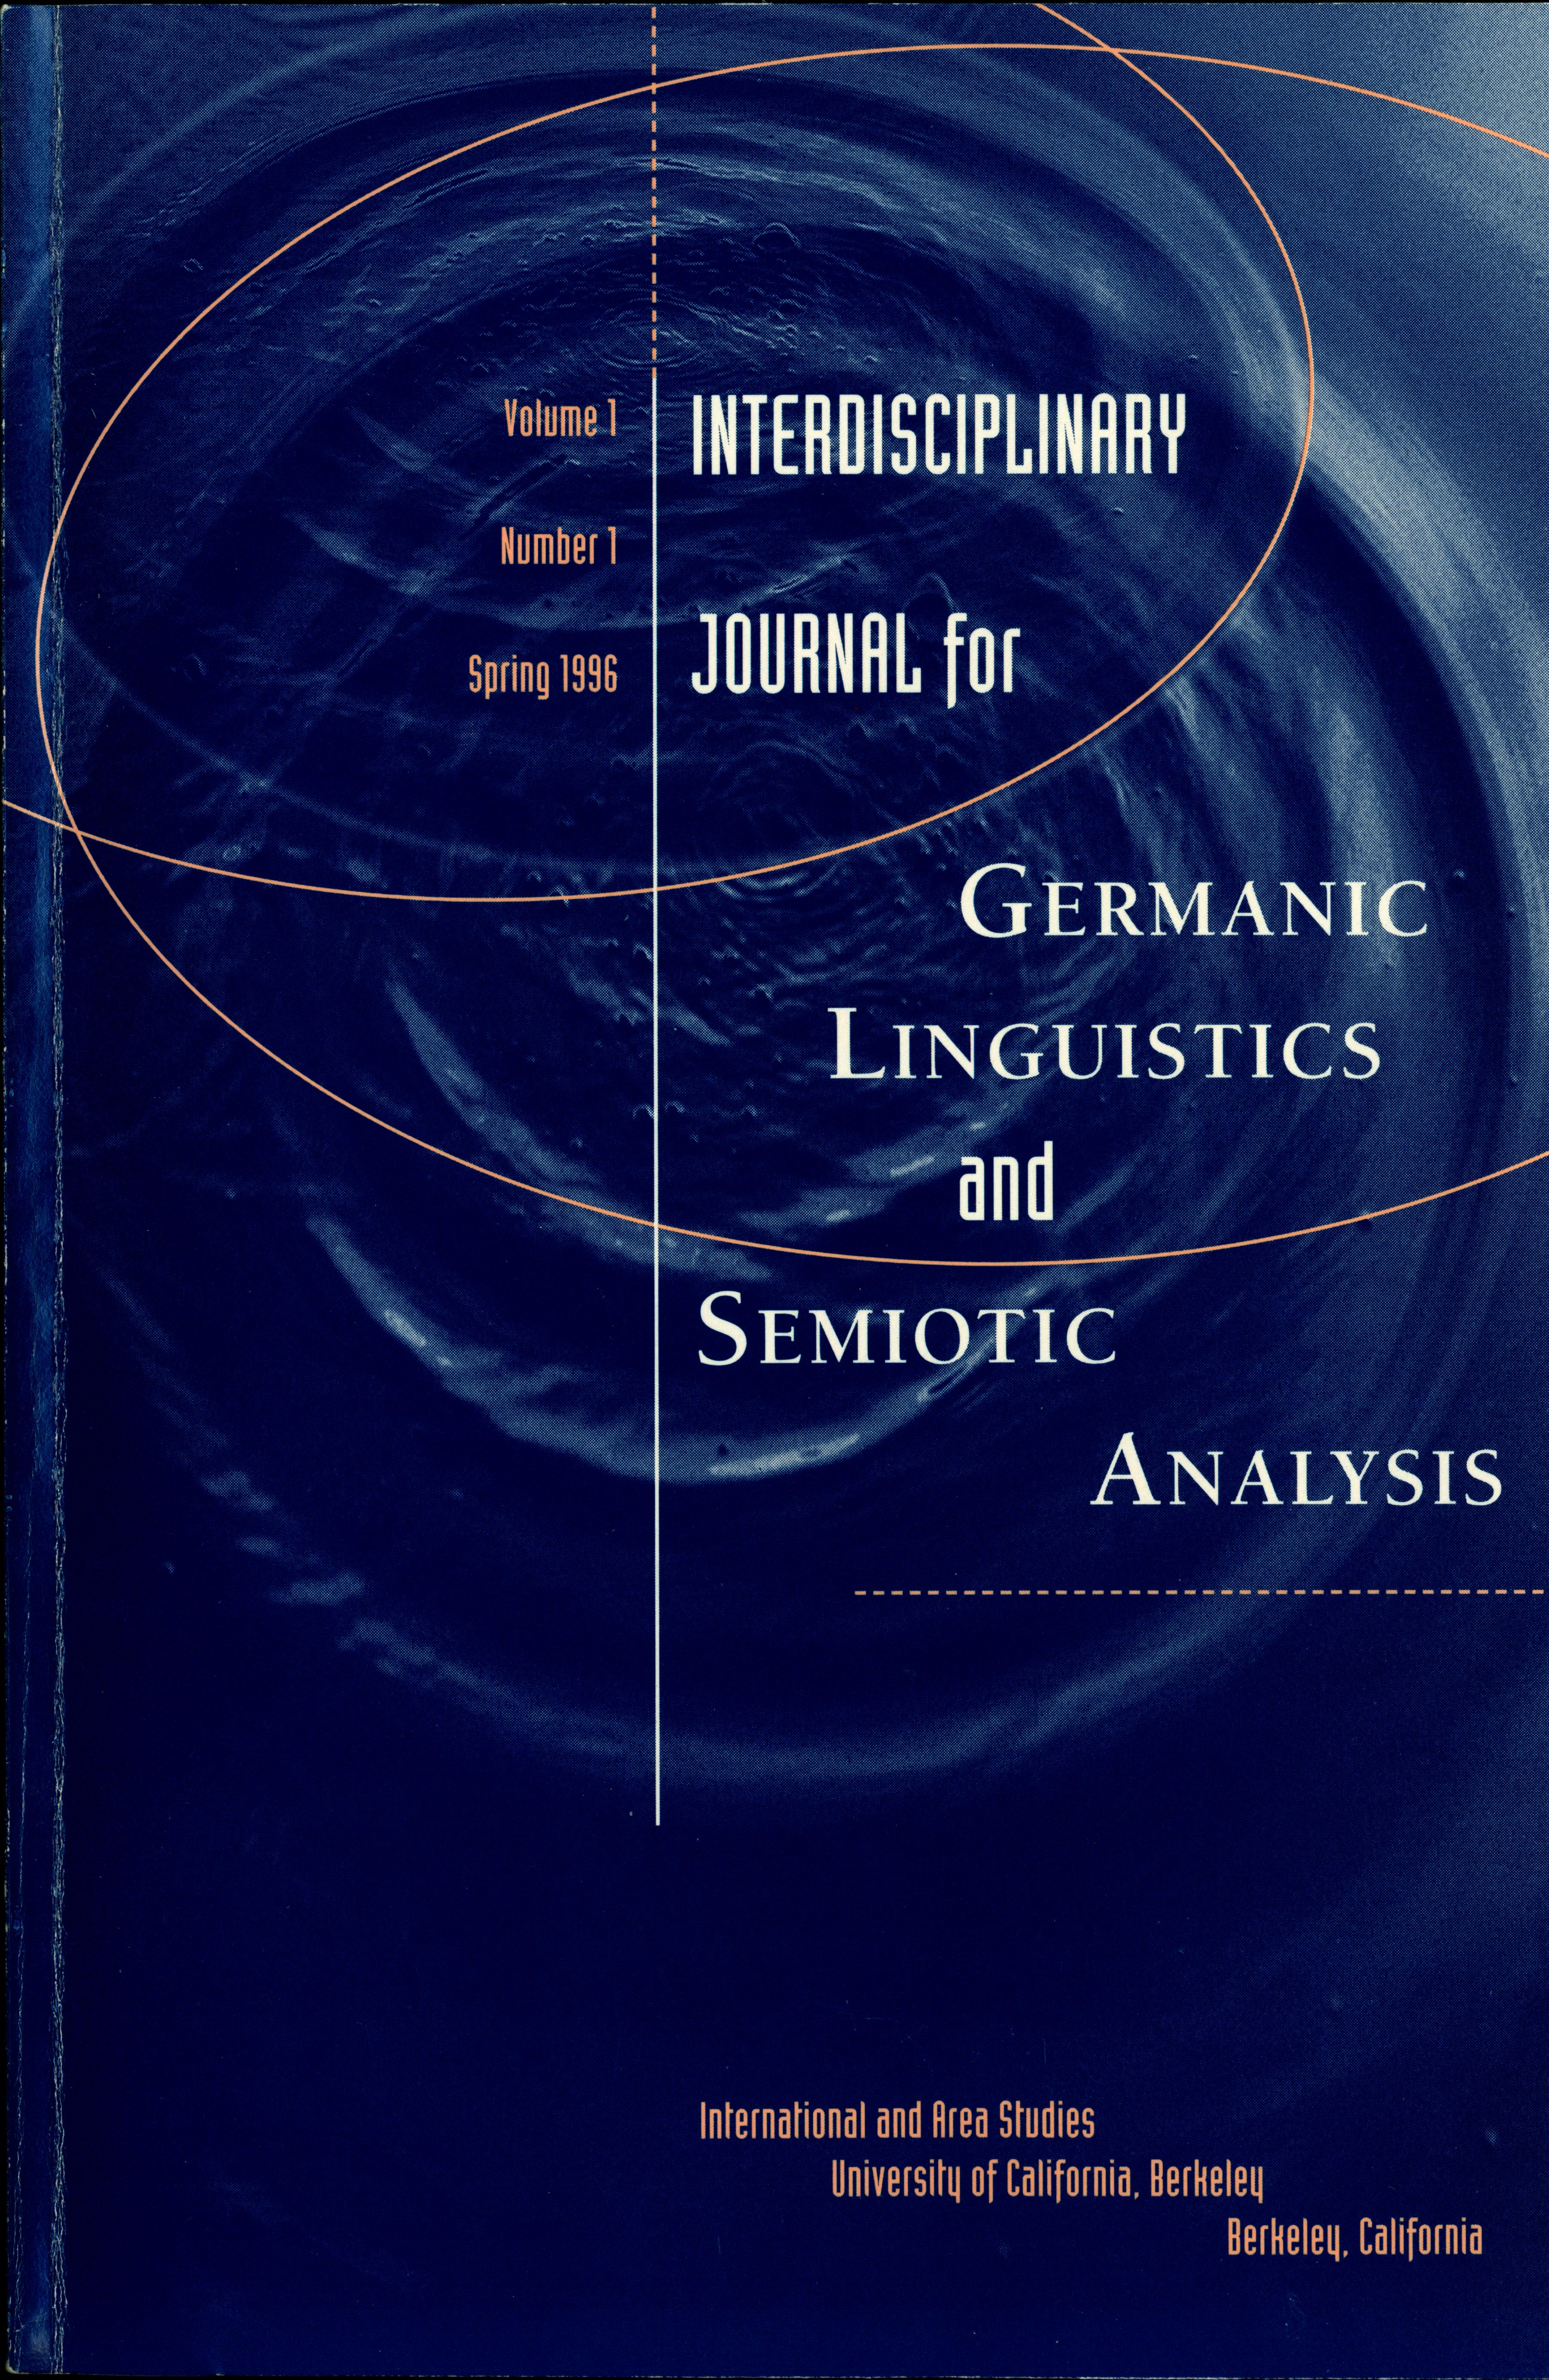 Volume 1
Number 1
Spring 1996
INTERDISCIPLINARY
JOURNAL for
GERMANIC
LINGUISTICS
and
SEMIOTIC
ANALYSIS
International and Area Studies
University of California, Berkeley
Berkeley, California